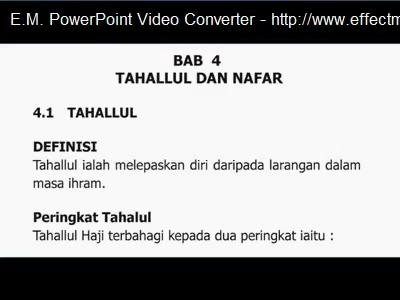 E.M. PowerPoint Video Converter - http://www.effectm
BAB 4
TAHALLUL DAN NAFAR
4.1 TAHALLUL
DEFINISI
Tahallul ialah melepaskan diri daripada larangan dalam
masa ihram.
Peringkat Tahalul
Tahallul Haji terbahagi kepada dua peringkat iaitu :